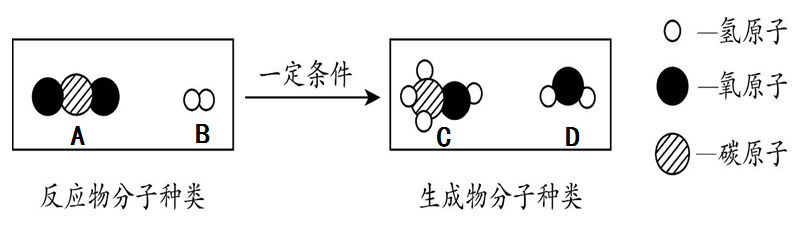 一定条件
A
B
C
D
反应物分子种类
生成物分子种类
—氢原子
—氧原子
—碳原子